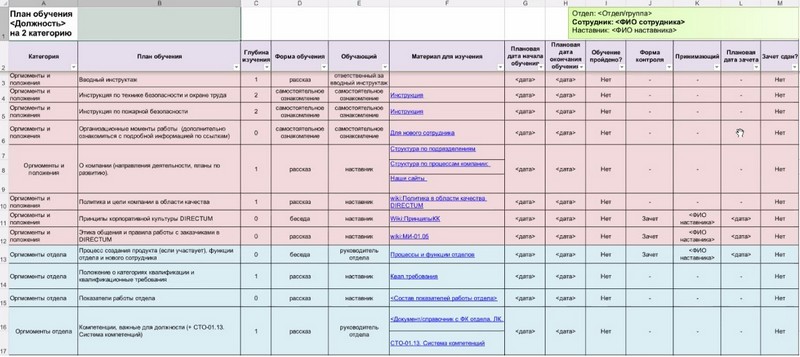 A B C D E F G H I J K L M
1
План обучения
<Должность>
на 2 категорию
Отдел: <Отдел/группа>
Сотрудник: <ФИО сотрудника>
Наставник: <ФИО наставника>
2
Категория
План обучения
Глубина изучения
Форма обучения
Обучающий
Материал для изучения
Плановая дата начала обучения
Плановая дата окончания обучения
Обучение пройдено?
Форма контроля
Принимающий
Плановая дата зачета
Зачет сдан?
3 Оргмоменты и положения Вводный инструктаж 1 рассказ ответственный за вводный инструктаж <дата> <дата> Нет - - - Нет
4 Оргмоменты и положения Инструкция по технике безопасности и охране труда 2 самостоятельное ознакомление самостоятельное ознакомление Инструкция <дата> <дата> Нет - - - Нет
5 Оргмоменты и положения Инструкция по пожарной безопасности 2 самостоятельное ознакомление самостоятельное ознакомление Инструкция <дата> <дата> Нет - - - Нет
6 Оргмоменты и положения Организационные моменты работы (дополнительно ознакомиться с подробной информацией по ссылкам) 0 самостоятельное ознакомление самостоятельное ознакомление Для нового сотрудника <дата> <дата> Нет - - Нет
7 Структура по подразделениям
8 Оргмоменты и положения О компании (направления деятельности, планы по развитию). 1 рассказ наставник Структура по процессам компании; <дата> <дата> Нет - - - Нет
9 Наши сайты
10 Оргмоменты и положения Политика и цели компании в области качества 1 рассказ наставник wiki:Политика в области качества DIRECTUM <дата> <дата> Нет - - - Нет
11 Оргмоменты и положения Принципы корпоративной культуры DIRECTUM 0 беседа наставник Wiki:ПринципыКК <дата> <дата> Нет Зачет <ФИО наставника> <дата> Нет
12 Оргмоменты и положения Этика общения и правила работы с заказчиками в DIRECTUM 0 рассказ наставник wiki:МИ-01.05 <дата> <дата> Нет Зачет <ФИО наставника> <дата> Нет
13 Оргмоменты отдела Процесс создания продукта (если участвует), функции отдела и нового сотрудника 0 беседа руководитель отдела Процессы и функции отделов <дата> <дата> Нет Зачет <ФИО наставника> <дата> Нет
14 Оргмоменты отдела Положение о категориях квалификации и квалификационные требования 1 рассказ наставник Квал.требования <дата> <дата> Нет - - - Нет
15 Оргмоменты отдела Показатели работы отдела 0 рассказ наставник <Состав показателей работы отдела> <дата> <дата> Нет - - - Нет
16 Оргмоменты отдела Компетенции, важные для должности (+ СТО-01.13. Система компетенций) 1 рассказ руководитель отдела <Документ/справочник с ФК отдела, ЛК. <дата> <дата> Нет - - - Нет
17 СТО-01.13. Система компетенций